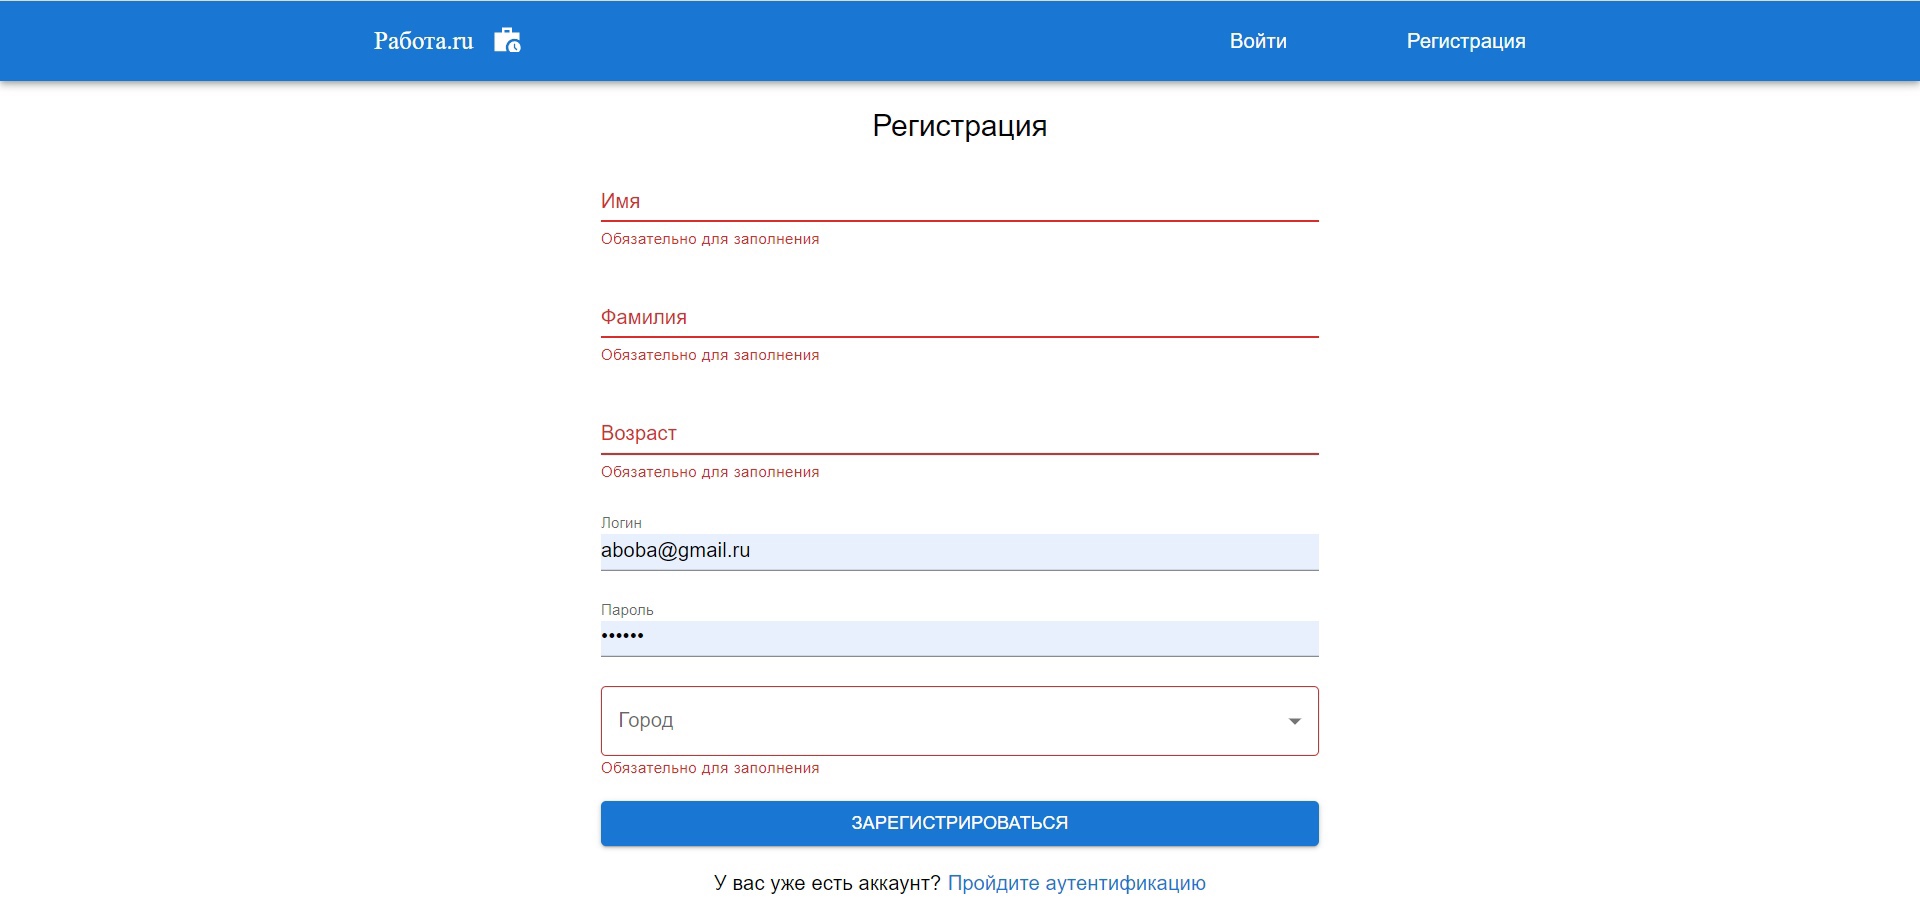 Работа.ru
Войти
Регистрация
Регистрация
Имя
Обязательно для заполнения
Фамилия
Обязательно для заполнения
Возраст
Обязательно для заполнения
Логин
aboba@gmail.ru
Пароль
••••••
Город
Обязательно для заполнения
ЗАРЕГИСТРИРОВАТЬСЯ
У вас уже есть аккаунт? Пройдите аутентификацию